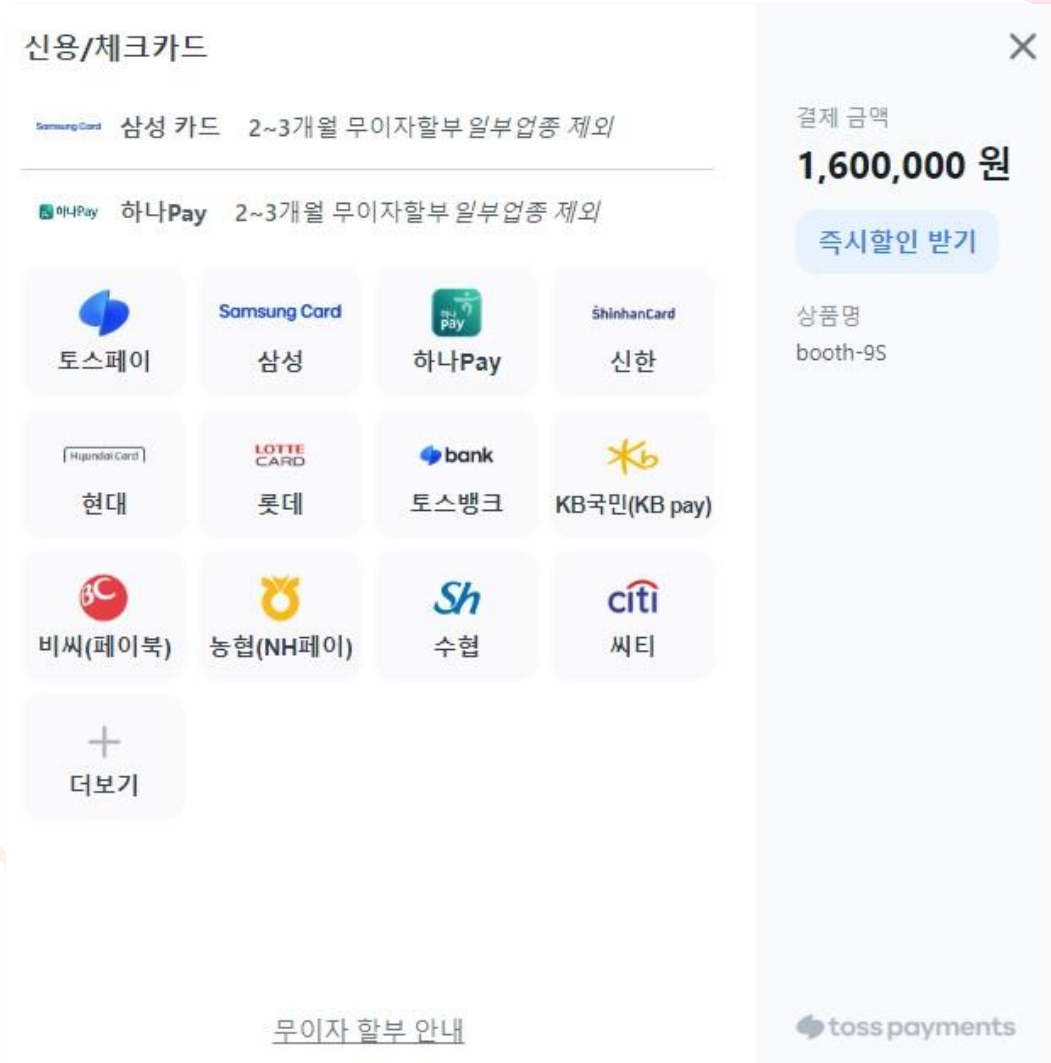 신용/체크카드
Samsung Card 삼성 카드 2~3개월 무이자할부 일부업종 제외
하나Pay 하나Pay 2~3개월 무이자할부 일부업종 제외
토스페이
Samsung Card
삼성
하나 Pay
하나Pay
ShinhanCard
신한
Hyundai Card
현대
LOTTE CARD
롯데
bank
토스뱅크
KB국민(KB pay)
BC
비씨(페이북)
농협(NH페이)
Sh
수협
citi
씨티
더보기
무이자 할부 안내
결제 금액
1,600,000 원
즉시할인 받기
상품명
booth-9S
toss payments